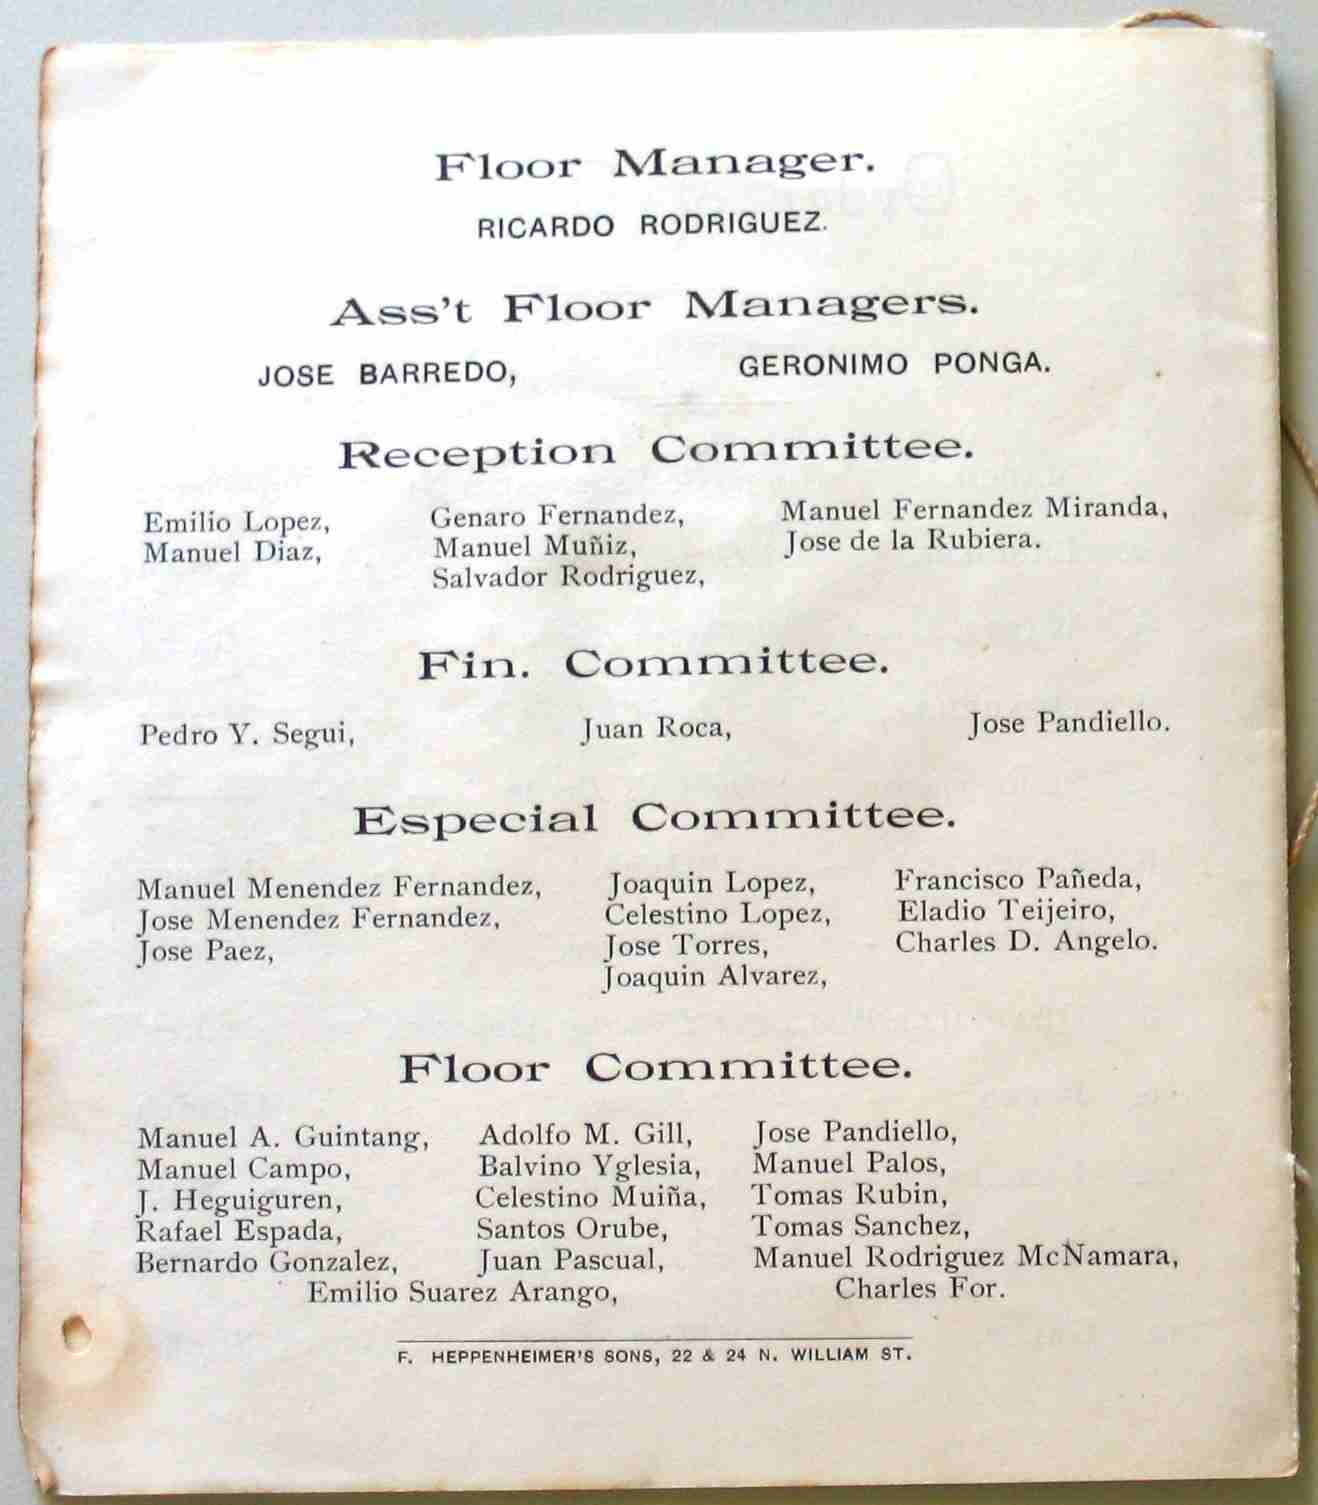 Floor Manager.
RICARDO RODRIGUEZ.
Ass't Floor Managers.
JOSE BARREDO, GERONIMO PONGA.
Reception Committee.
Emilio Lopez, Genaro Fernandez, Manuel Fernandez Miranda,
Manuel Diaz, Manuel Muñiz, Jose de la Rubiera.
Salvador Rodriguez,
Fin. Committee.
Pedro Y. Segui, Juan Roca, Jose Pandiello.
Especial Committee.
Manuel Menendez Fernandez, Joaquin Lopez, Francisco Pañeda,
Jose Menendez Fernandez, Celestino Lopez, Eladio Teijeiro,
Jose Paez, Jose Torres, Charles D. Angelo.
Joaquin Alvarez,
Floor Committee.
Manuel A. Guintang, Adolfo M. Gill, Jose Pandiello,
Manuel Campo, Balvino Yglesia, Manuel Palos,
J. Heguiguren, Celestino Muiña, Tomas Rubin,
Rafael Espada, Santos Orube, Tomas Sanchez,
Bernardo Gonzalez, Juan Pascual, Manuel Rodriguez McNamara,
Emilio Suarez Arango, Charles For.
F. HEPPENHEIMER'S SONS, 22 & 24 N. WILLIAM ST.